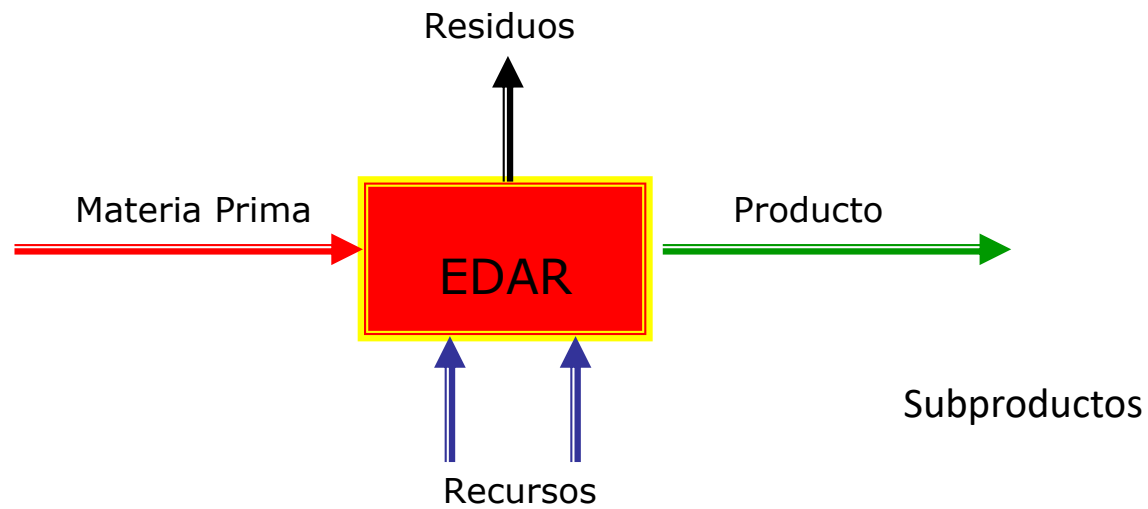 Residuos
Materia Prima
Producto
EDAR
Subproductos
Recursos